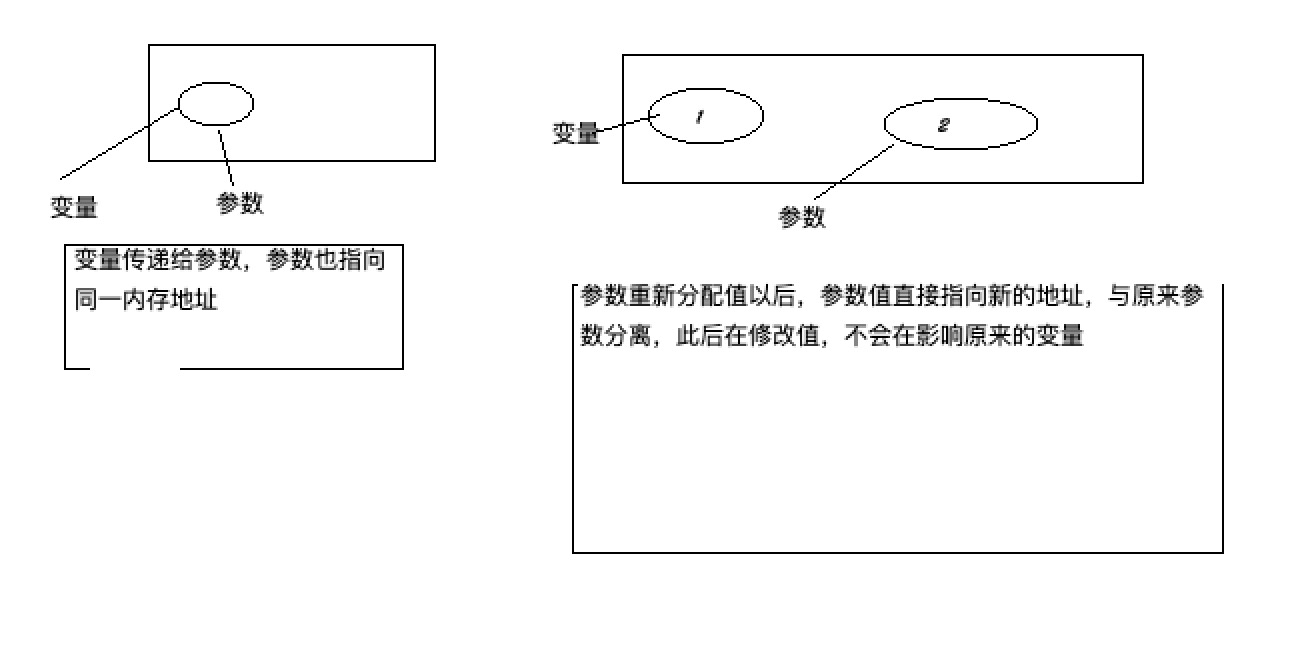 变量
参数
变量传递给参数，参数也指向
同一内存地址
1
2
变量
参数
参数重新分配值以后，参数值直接指向新的地址，与原来参
数分离，此后在修改值，不会在影响原来的变量